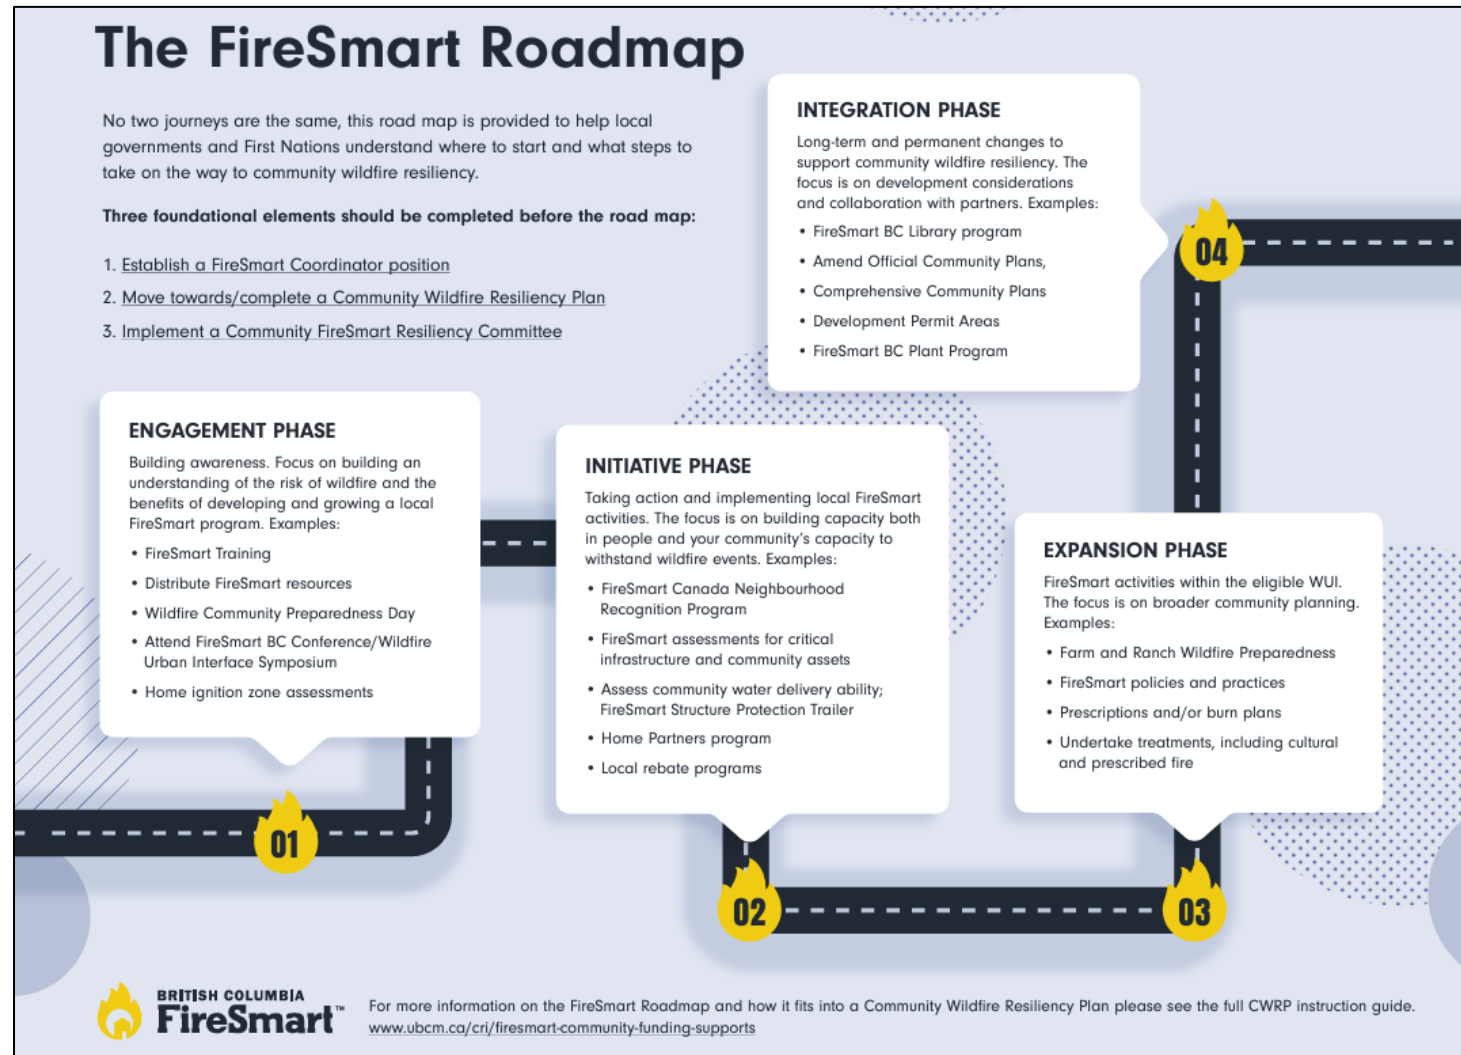 The FireSmart Roadmap
No two journeys are the same, this road map is provided to help local
governments and First Nations understand where to start and what steps to
take on the way to community wildfire resiliency.
Three foundational elements should be completed before the road map:
1. Establish a FireSmart Coordinator position
2. Move towards/complete a Community Wildfire Resiliency Plan
3. Implement a Community FireSmart Resiliency Committee
ENGAGEMENT PHASE
Building awareness. Focus on building an
understanding of the risk of wildfire and the
benefits of developing and growing a local
FireSmart program. Examples:
• FireSmart Training
• Distribute FireSmart resources
• Wildfire Community Preparedness Day
• Attend FireSmart BC Conference/Wildfire
Urban Interface Symposium
• Home ignition zone assessments
01
INITIATIVE PHASE
Taking action and implementing local FireSmart
activities. The focus is on building capacity both
in people and your community's capacity to
withstand wildfire events. Examples:
• FireSmart Canada Neighbourhood
Recognition Program
• FireSmart assessments for critical
infrastructure and community assets
• Assess community water delivery ability;
FireSmart Structure Protection Trailer
• Home Partners program
• Local rebate programs
02
EXPANSION PHASE
FireSmart activities within the eligible WUI.
The focus is on broader community planning.
Examples:
• Farm and Ranch Wildfire Preparedness
• FireSmart policies and practices
• Prescriptions and/or burn plans
• Undertake treatments, including cultural
and prescribed fire
03
INTEGRATION PHASE
Long-term and permanent changes to
support community wildfire resiliency. The
focus is on development considerations
and collaboration with partners. Examples:
• FireSmart BC Library program
• Amend Official Community Plans,
• Comprehensive Community Plans
• Development Permit Areas
• FireSmart BC Plant Program
04
BRITISH COLUMBIA
FireSmart™
For more information on the FireSmart Roadmap and how it fits into a Community Wildfire Resiliency Plan please see the full CWRP instruction guide.
www.ubcm.ca/cri/firesmart-community-funding-supports